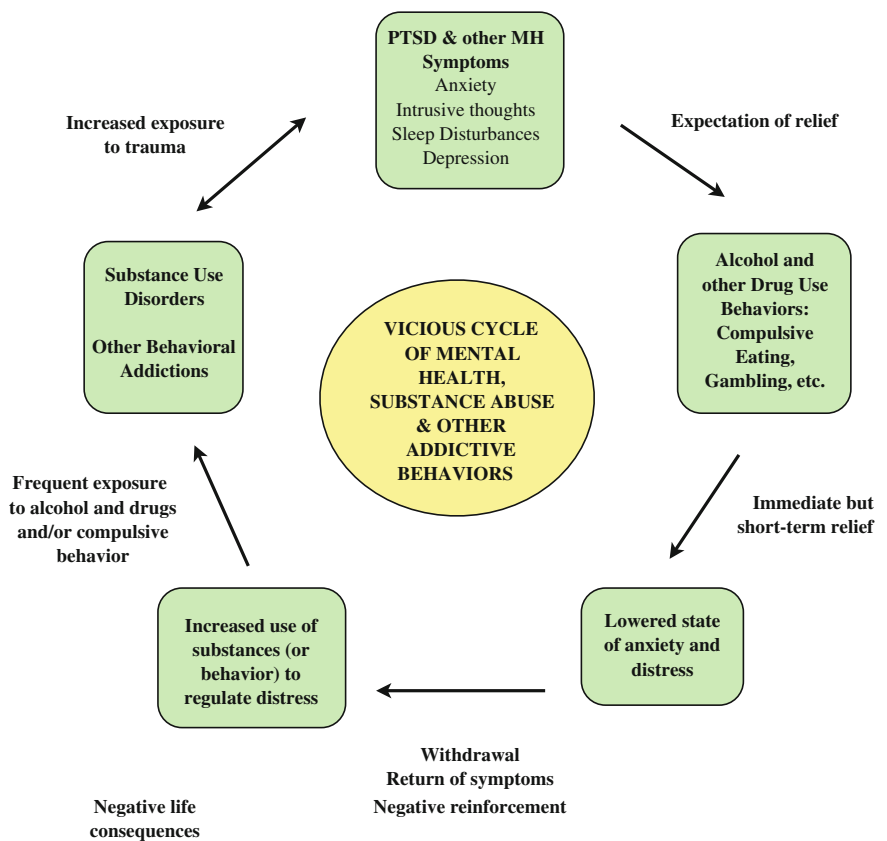 PTSD & other MH
Symptoms
Anxiety
Intrusive thoughts
Sleep Disturbances
Depression
Expectation of relief
Alcohol and
other Drug Use
Behaviors:
Compulsive
Eating,
Gambling, etc.
Immediate but
short-term relief
Lowered state
of anxiety and
distress
Withdrawal
Return of symptoms
Negative reinforcement
Increased use of
substances (or
behavior) to
regulate distress
Negative life
consequences
Frequent exposure
to alcohol and drugs
and/or compulsive
behavior
Substance Use
Disorders
Other Behavioral
Addictions
Increased exposure
to trauma
VICIOUS CYCLE
OF MENTAL
HEALTH,
SUBSTANCE ABUSE
& OTHER
ADDICTIVE
BEHAVIORS